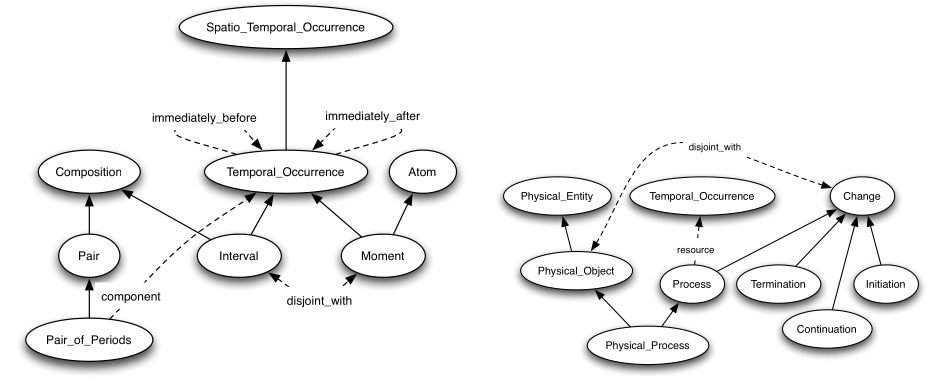 Spatio_Temporal_Occurrence
immediately_before
immediately_after
Composition
Temporal_Occurrence
Atom
Pair
Interval
Moment
component
disjoint_with
Pair_of_Periods
disjoint_with
Physical_Entity
Temporal_Occurrence
Change
resource
Physical_Object
Process
Termination
Initiation
Continuation
Physical_Process